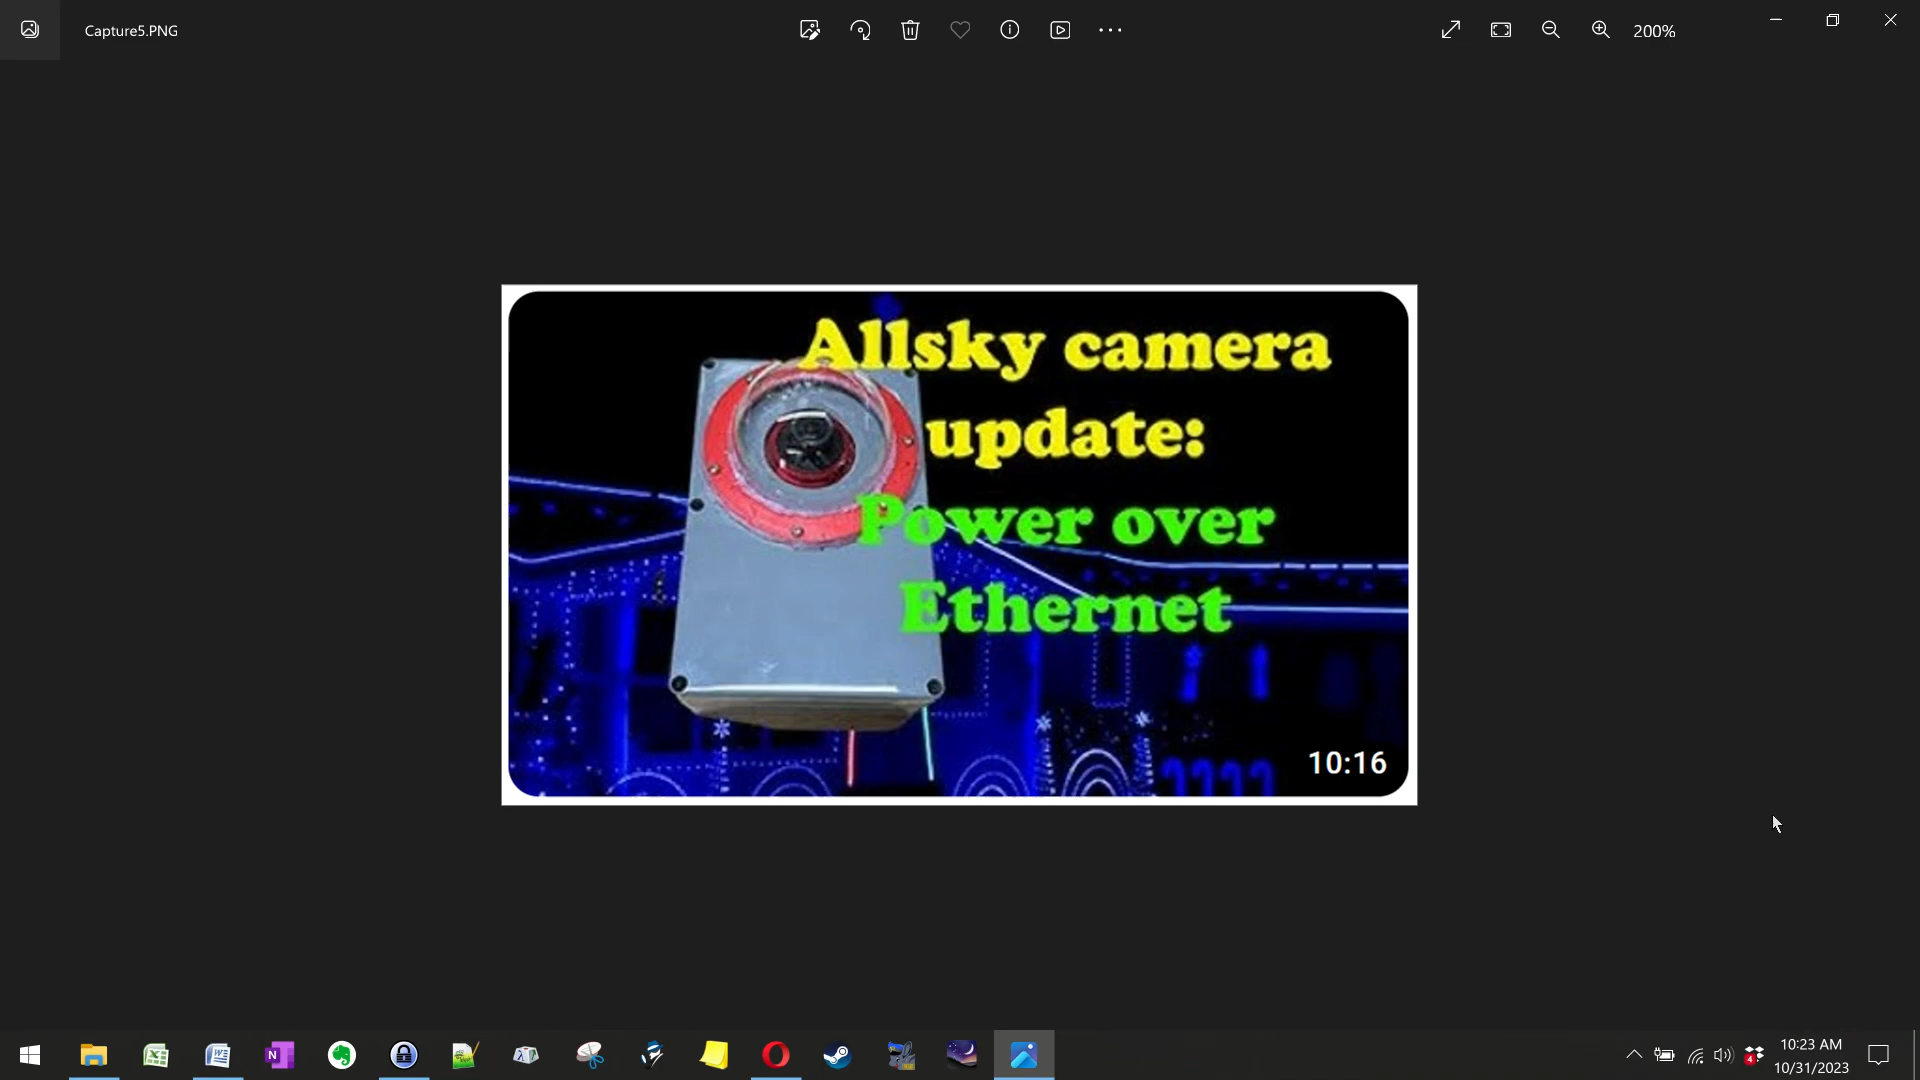 Capture5.PNG
200%
Allsky camera
update:
Power over
Ethernet
10:16
10:23 AM
10/31/2023